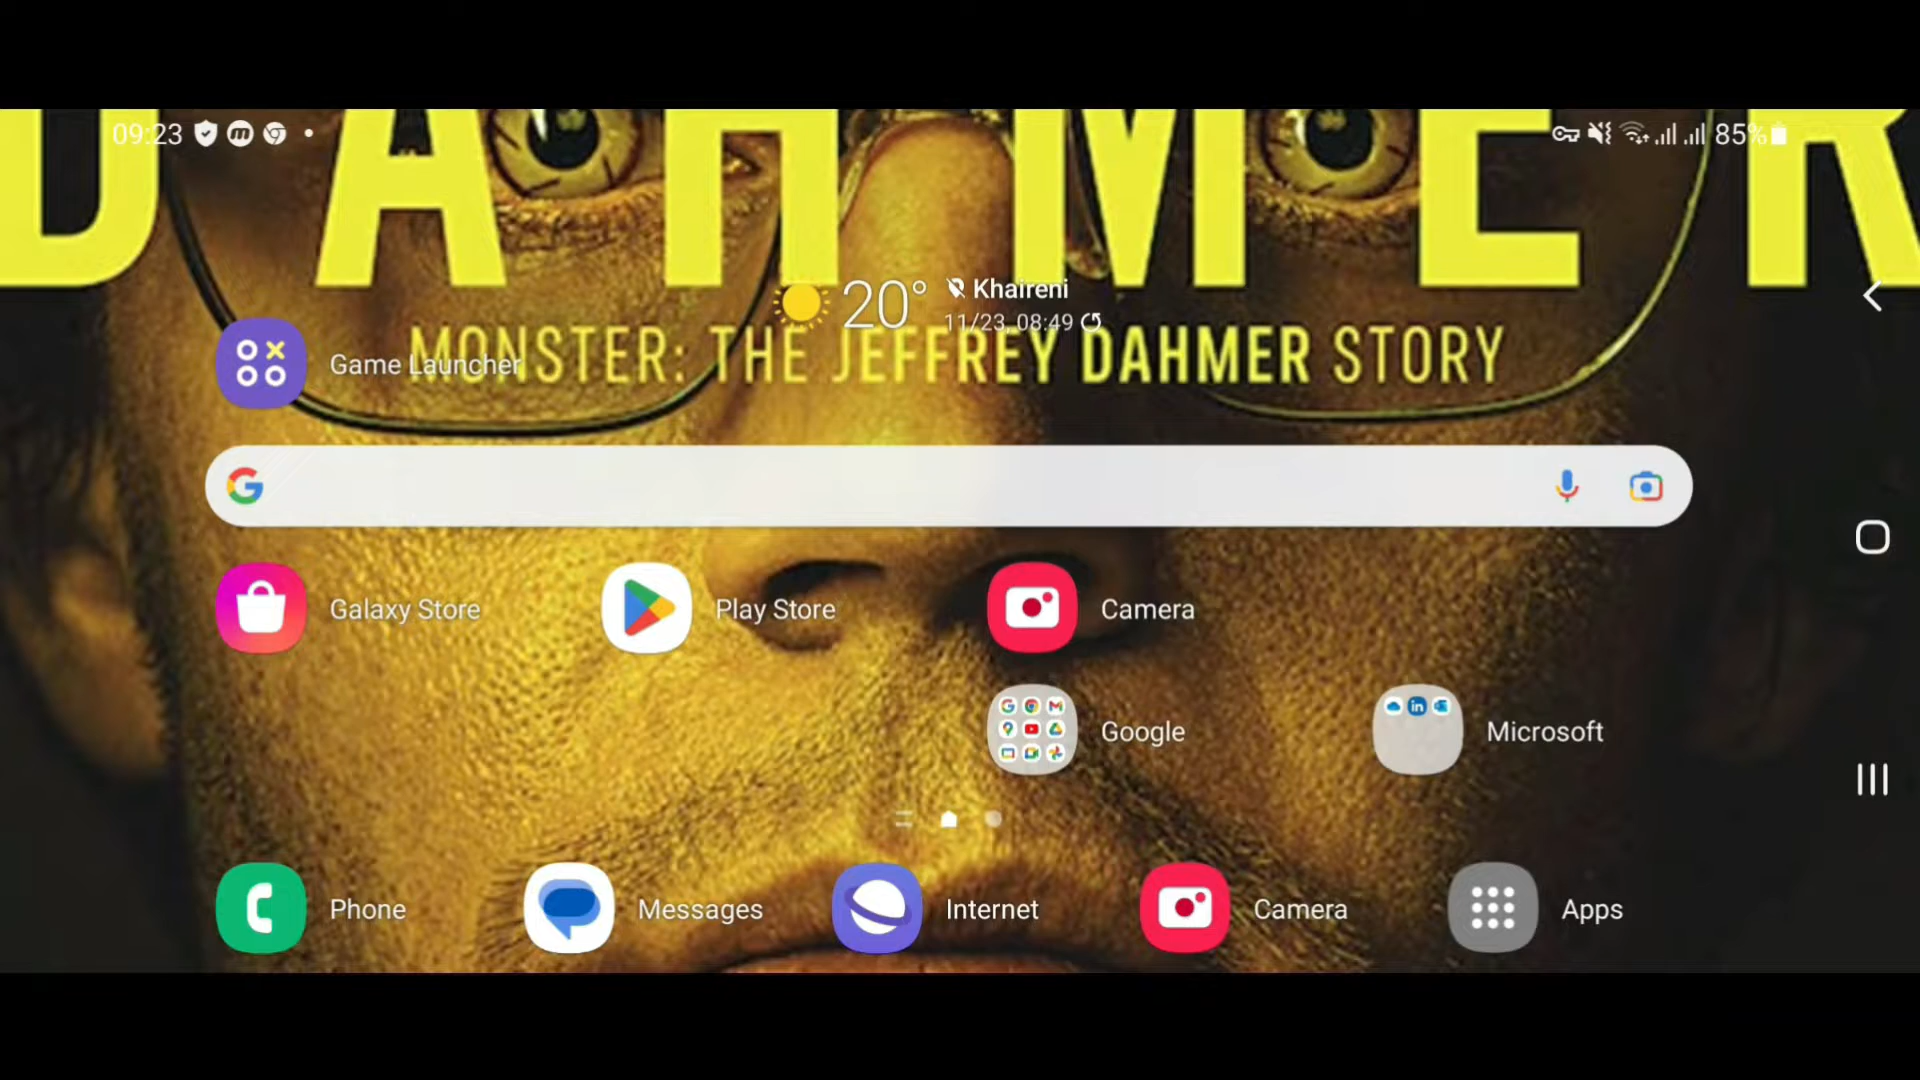 DAHMER
09:23
85%
20° Khaireni
11/23, 08:49
MONSTER: THE JEFFREY DAHMER STORY
Game Launcher
Galaxy Store
Play Store
Camera
Google
Microsoft
Phone
Messages
Internet
Camera
Apps